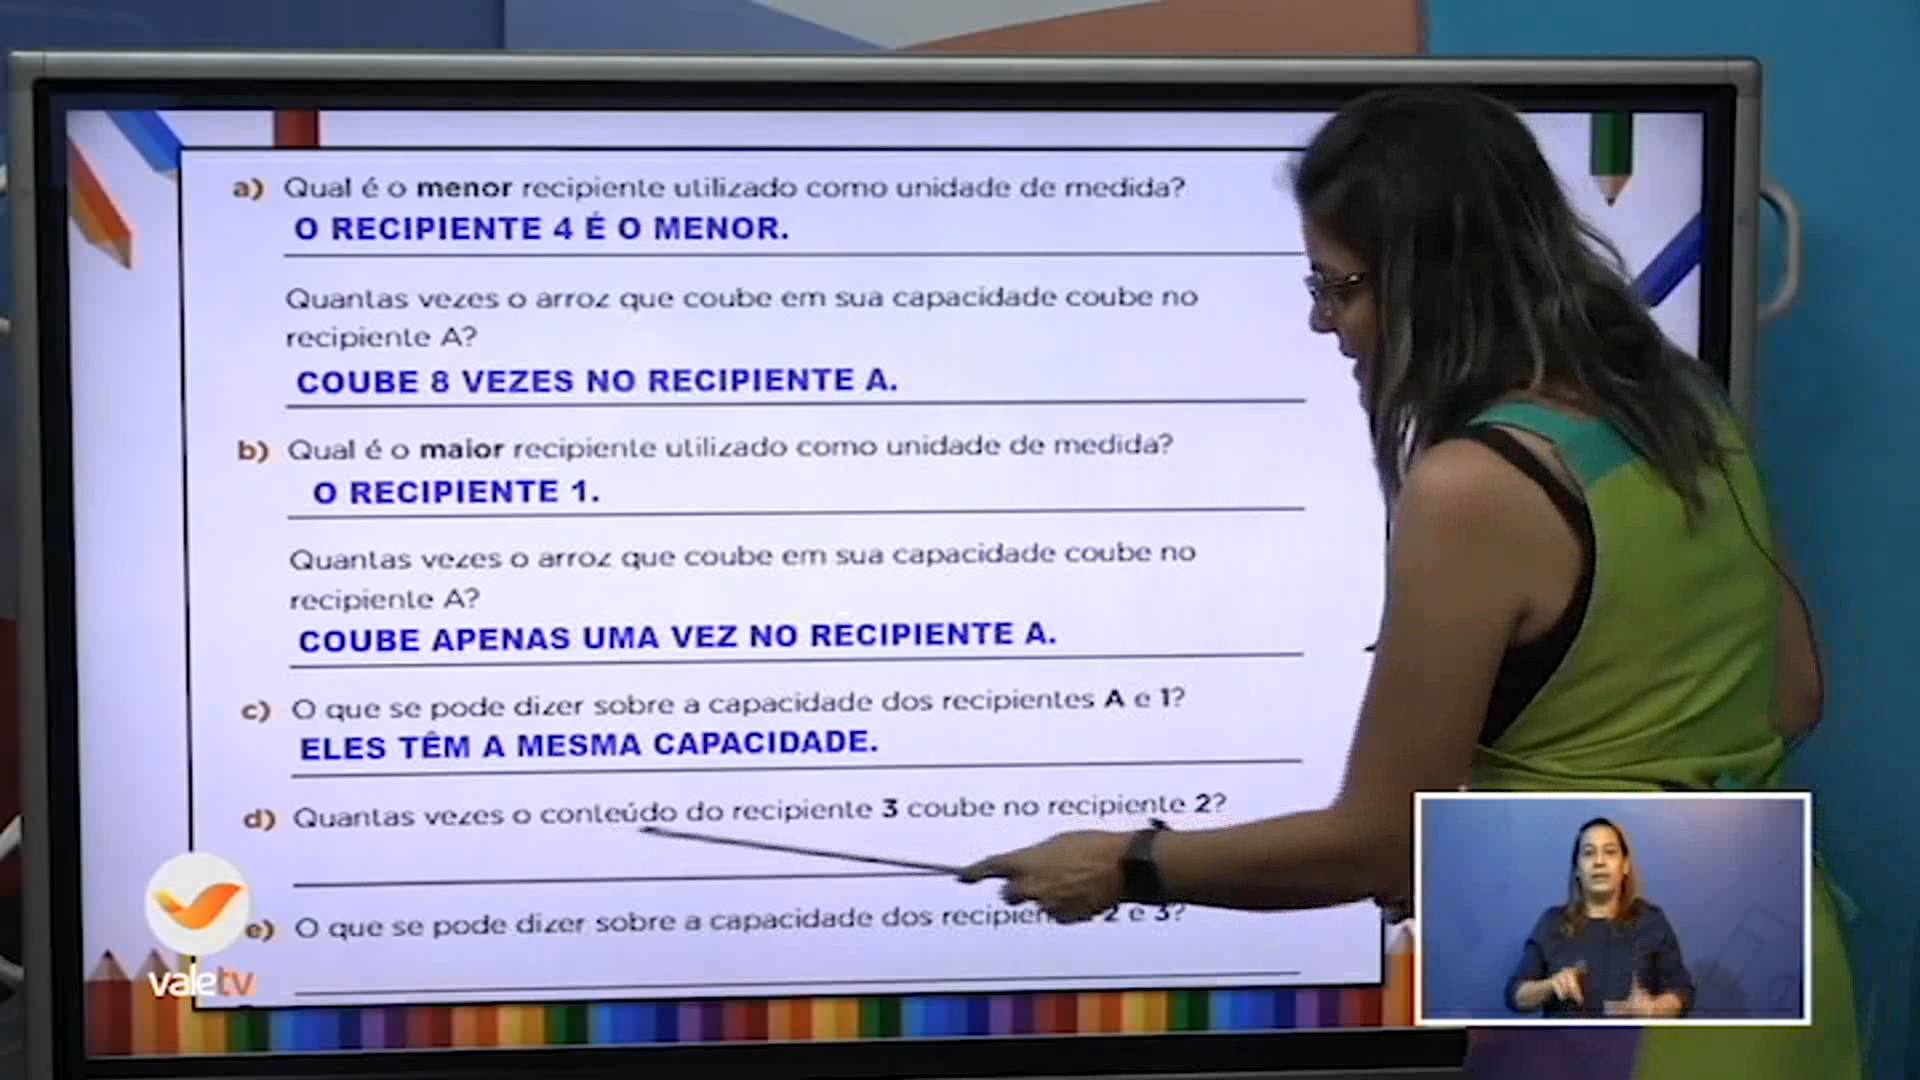 a) Qual é o menor recipiente utilizado como unidade de medida?
O RECIPIENTE 4 É O MENOR.
Quantas vezes o arroz que coube em sua capacidade coube no
recipiente A?
COUBE 8 VEZES NO RECIPIENTE A.
b) Qual é o maior recipiente utilizado como unidade de medida?
O RECIPIENTE 1.
Quantas vezes o arroz que coube em sua capacidade coube no
recipiente A?
COUBE APENAS UMA VEZ NO RECIPIENTE A.
c) O que se pode dizer sobre a capacidade dos recipientes A e 1?
ELES TÊM A MESMA CAPACIDADE.
d) Quantas vezes o conteúdo do recipiente 3 coube no recipiente 2?
e) O que se pode dizer sobre a capacidade dos 2 e 3?
valetv